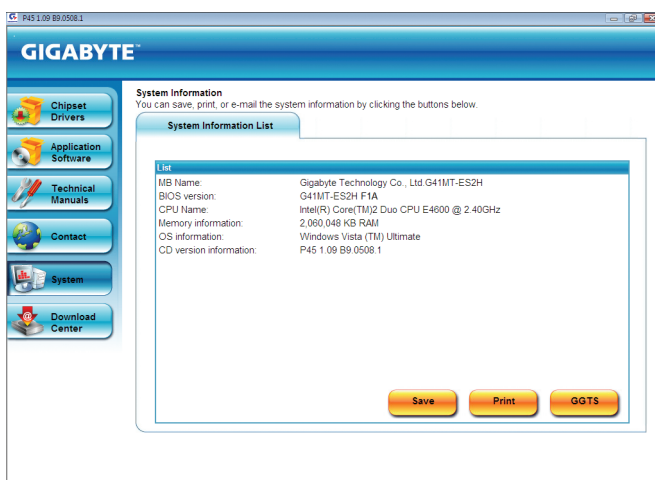 P45 1.09 B9.0508.1
GIGABYTE™
Chipset
Drivers
Application
Software
Technical
Manuals
Contact
System
Download
Center
System Information
You can save, print, or e-mail the system information by clicking the buttons below.
System Information List
List
MB Name: Gigabyte Technology Co., Ltd.G41MT-ES2H
BIOS version: G41MT-ES2H F1A
CPU Name: Intel(R) Core(TM)2 Duo CPU E4600 @ 2.40GHz
Memory information: 2,060,048 KB RAM
OS information: Windows Vista (TM) Ultimate
CD version information: P45 1.09 B9.0508.1
Save Print GGTS